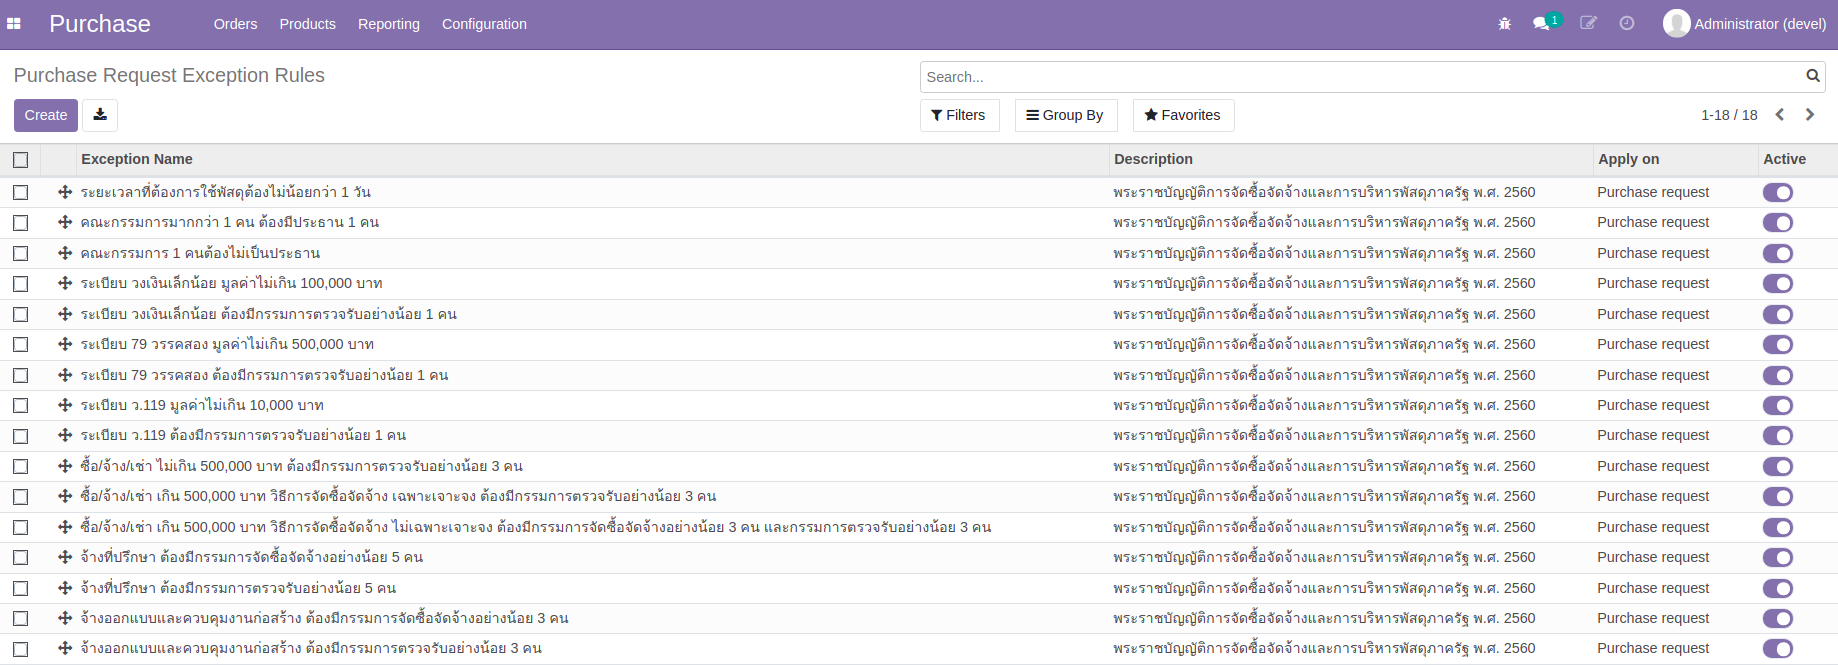 Purchase Orders Products Reporting Configuration 1 Administrator (devel)
Purchase Request Exception Rules Search...
Create Filters Group By Favorites 1-18 / 18
Exception Name Description Apply on Active
ระยะเวลาที่ต้องการใช้พัสดุต้องไม่น้อยกว่า 1 วัน พระราชบัญญัติการจัดซื้อจัดจ้างและการบริหารพัสดุภาครัฐ พ.ศ. 2560 Purchase request
คณะกรรมการมากกว่า 1 คน ต้องมีประธาน 1 คน พระราชบัญญัติการจัดซื้อจัดจ้างและการบริหารพัสดุภาครัฐ พ.ศ. 2560 Purchase request
คณะกรรมการ 1 คนต้องไม่เป็นประธาน พระราชบัญญัติการจัดซื้อจัดจ้างและการบริหารพัสดุภาครัฐ พ.ศ. 2560 Purchase request
ระเบียบ วงเงินเล็กน้อย มูลค่าไม่เกิน 100,000 บาท พระราชบัญญัติการจัดซื้อจัดจ้างและการบริหารพัสดุภาครัฐ พ.ศ. 2560 Purchase request
ระเบียบ วงเงินเล็กน้อย ต้องมีกรรมการตรวจรับอย่างน้อย 1 คน พระราชบัญญัติการจัดซื้อจัดจ้างและการบริหารพัสดุภาครัฐ พ.ศ. 2560 Purchase request
ระเบียบ 79 วรรคสอง มูลค่าไม่เกิน 500,000 บาท พระราชบัญญัติการจัดซื้อจัดจ้างและการบริหารพัสดุภาครัฐ พ.ศ. 2560 Purchase request
ระเบียบ 79 วรรคสอง ต้องมีกรรมการตรวจรับอย่างน้อย 1 คน พระราชบัญญัติการจัดซื้อจัดจ้างและการบริหารพัสดุภาครัฐ พ.ศ. 2560 Purchase request
ระเบียบ ว.119 มูลค่าไม่เกิน 10,000 บาท พระราชบัญญัติการจัดซื้อจัดจ้างและการบริหารพัสดุภาครัฐ พ.ศ. 2560 Purchase request
ระเบียบ ว.119 ต้องมีกรรมการตรวจรับอย่างน้อย 1 คน พระราชบัญญัติการจัดซื้อจัดจ้างและการบริหารพัสดุภาครัฐ พ.ศ. 2560 Purchase request
ซื้อ/จ้าง/เช่า ไม่เกิน 500,000 บาท ต้องมีกรรมการตรวจรับอย่างน้อย 3 คน พระราชบัญญัติการจัดซื้อจัดจ้างและการบริหารพัสดุภาครัฐ พ.ศ. 2560 Purchase request
ซื้อ/จ้าง/เช่า เกิน 500,000 บาท วิธีการจัดซื้อจัดจ้าง เฉพาะเจาะจง ต้องมีกรรมการตรวจรับอย่างน้อย 3 คน พระราชบัญญัติการจัดซื้อจัดจ้างและการบริหารพัสดุภาครัฐ พ.ศ. 2560 Purchase request
ซื้อ/จ้าง/เช่า เกิน 500,000 บาท วิธีการจัดซื้อจัดจ้าง ไม่เฉพาะเจาะจง ต้องมีกรรมการจัดซื้อจัดจ้างอย่างน้อย 3 คน และกรรมการตรวจรับอย่างน้อย 3 คน พระราชบัญญัติการจัดซื้อจัดจ้างและการบริหารพัสดุภาครัฐ พ.ศ. 2560 Purchase request
จ้างที่ปรึกษา ต้องมีกรรมการจัดซื้อจัดจ้างอย่างน้อย 5 คน พระราชบัญญัติการจัดซื้อจัดจ้างและการบริหารพัสดุภาครัฐ พ.ศ. 2560 Purchase request
จ้างที่ปรึกษา ต้องมีกรรมการตรวจรับอย่างน้อย 5 คน พระราชบัญญัติการจัดซื้อจัดจ้างและการบริหารพัสดุภาครัฐ พ.ศ. 2560 Purchase request
จ้างออกแบบและควบคุมงานก่อสร้าง ต้องมีกรรมการจัดซื้อจัดจ้างอย่างน้อย 3 คน พระราชบัญญัติการจัดซื้อจัดจ้างและการบริหารพัสดุภาครัฐ พ.ศ. 2560 Purchase request
จ้างออกแบบและควบคุมงานก่อสร้าง ต้องมีกรรมการตรวจรับอย่างน้อย 3 คน พระราชบัญญัติการจัดซื้อจัดจ้างและการบริหารพัสดุภาครัฐ พ.ศ. 2560 Purchase request